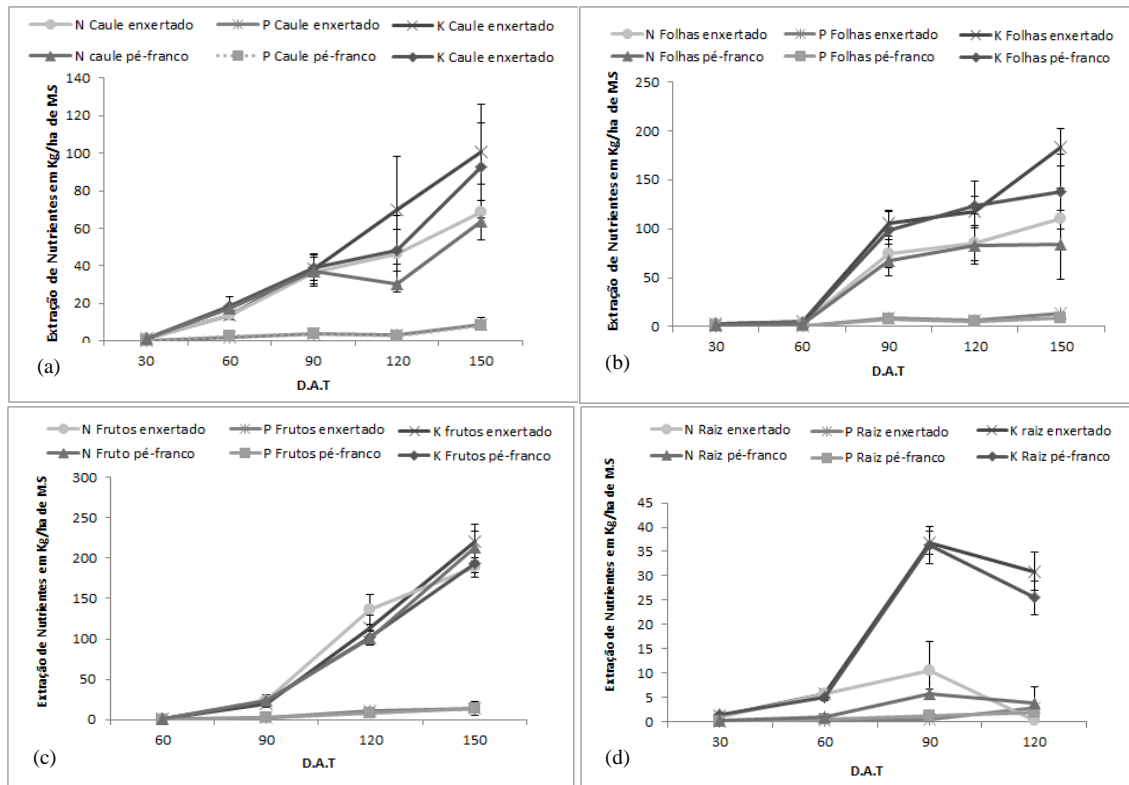 N Caule enxertado P Caule enxertado K Caule enxertado
N caule pé-franco P Caule pé-franco K Caule enxertado
Extração de Nutrientes em Kg/ha de M.S
140
120
100
80
60
40
20
0
30 60 90 120 150
D.A.T
(a)
N Folhas enxertado P Folhas enxertado K Folhas enxertado
N Folhas pé-franco P Folhas pé-franco K Folhas pé-franco
Extração de Nutrientes em Kg/ha de M.S
250
200
150
100
50
0
30 60 90 120 150
D.A.T
(b)
N Frutos enxertado P Frutos enxertado K frutos enxertado
N Fruto pé-franco P Frutos pé-franco K Frutos pé-franco
Extração de Nutrientes em Kg/ha de M.S
300
250
200
150
100
50
0
60 90 120 150
D.A.T
(c)
N Raiz enxertado P Raiz enxertado K raiz enxertado
N Raiz pé-franco P Raiz pé-franco K Raiz pé-franco
Extração de Nutrientes em Kg/ha de M.S
45
40
35
30
25
20
15
10
5
0
30 60 90 120
D.A.T
(d)